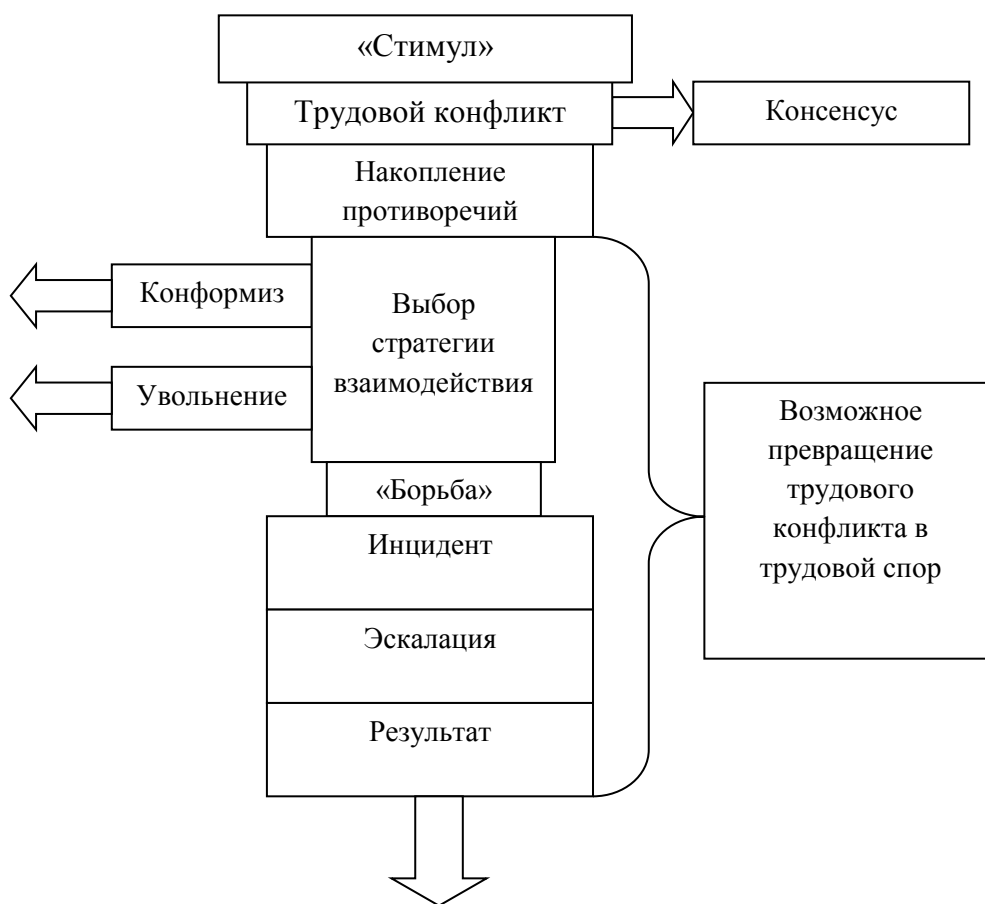 «Стимул»
Трудовой конфликт
Консенсус
Накопление
противоречий
Конформиз
Увольнение
Выбор
стратегии
взаимодействия
«Борьба»
Инцидент
Эскалация
Результат
Возможное
превращение
трудового
конфликта в
трудовой спор